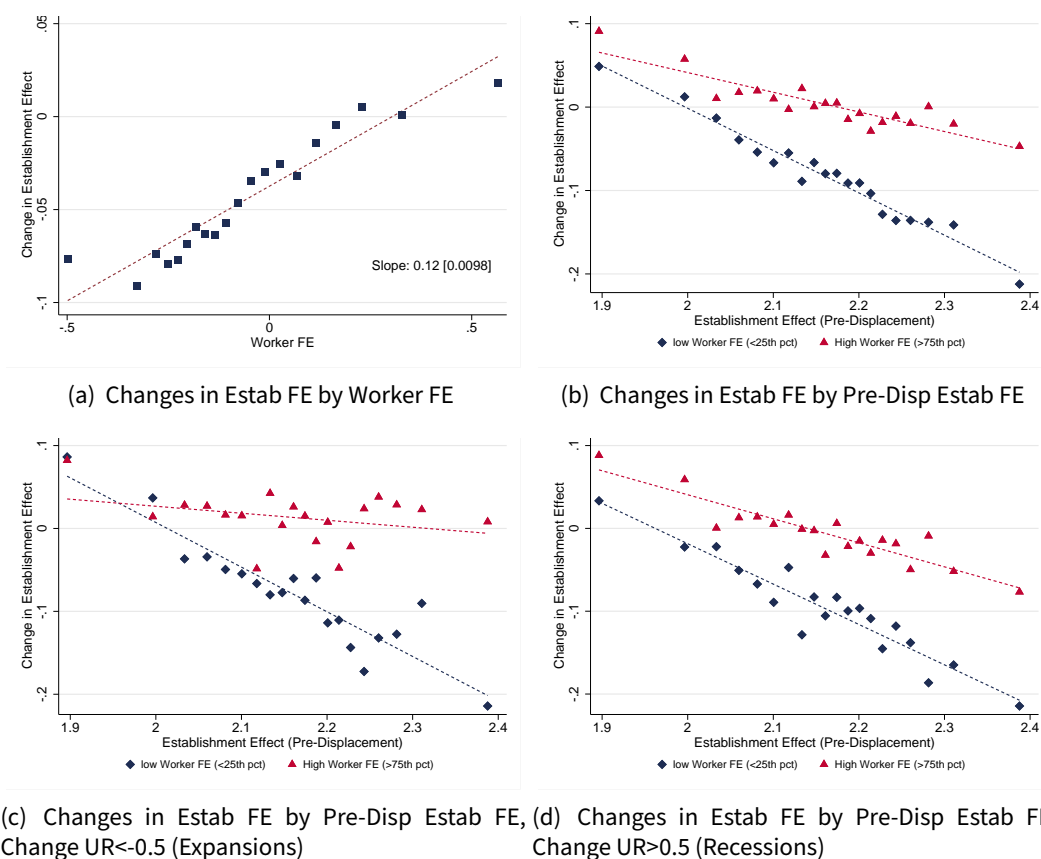 .05
0
-.05
-.1
Change in Establishment Effect
Slope: 0.12 [0.0098]
-.5 0 .5
Worker FE
(a) Changes in Estab FE by Worker FE
.1
0
-.1
-.2
Change in Establishment Effect
1.9 2 2.1 2.2 2.3 2.4
Establishment Effect (Pre-Displacement)
low Worker FE (<25th pct) High Worker FE (>75th pct)
(b) Changes in Estab FE by Pre-Disp Estab FE
.1
0
-.1
-.2
Change in Establishment Effect
1.9 2 2.1 2.2 2.3 2.4
Establishment Effect (Pre-Displacement)
low Worker FE (<25th pct) High Worker FE (>75th pct)
(c) Changes in Estab FE by Pre-Disp Estab FE,
Change UR<-0.5 (Expansions)
.1
0
-.1
-.2
Change in Establishment Effect
1.9 2 2.1 2.2 2.3 2.4
Establishment Effect (Pre-Displacement)
low Worker FE (<25th pct) High Worker FE (>75th pct)
(d) Changes in Estab FE by Pre-Disp Estab
Change UR>0.5 (Recessions)